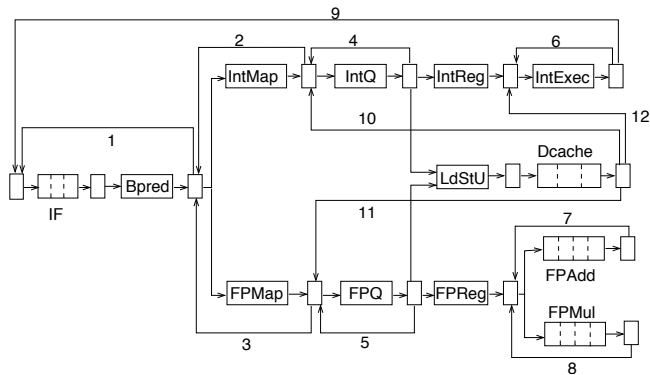 9
2
4
6
IntMap
IntQ
IntReg
IntExec
1
10
12
Dcache
Bpred
LdStU
IF
11
7
FPMap
FPQ
FPReg
FPAdd
FPMul
3
5
8